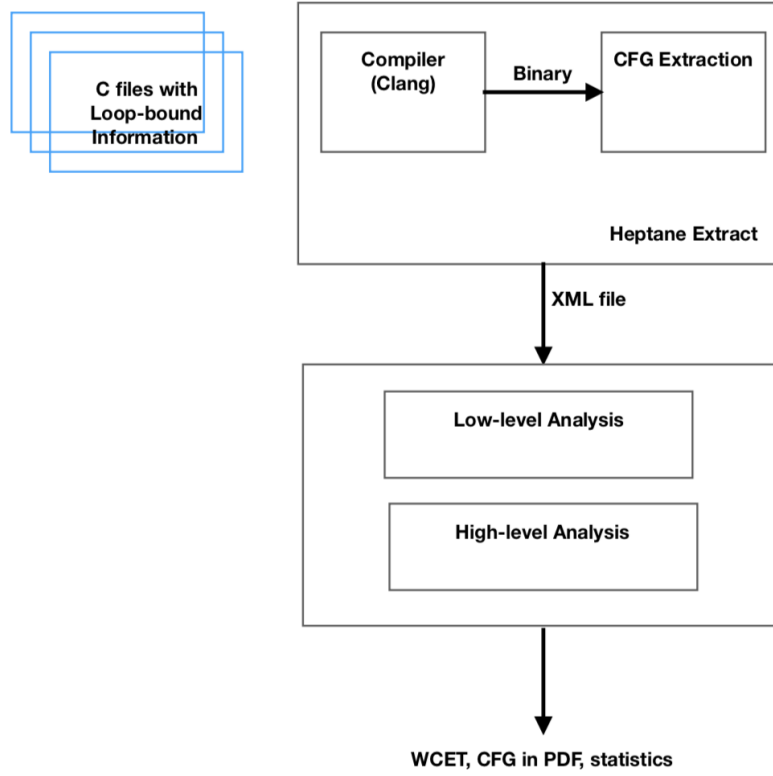 C files with
Loop-bound
Information
Compiler
(Clang)
Binary
CFG Extraction
Heptane Extract
XML file
Low-level Analysis
High-level Analysis
WCET, CFG in PDF, statistics